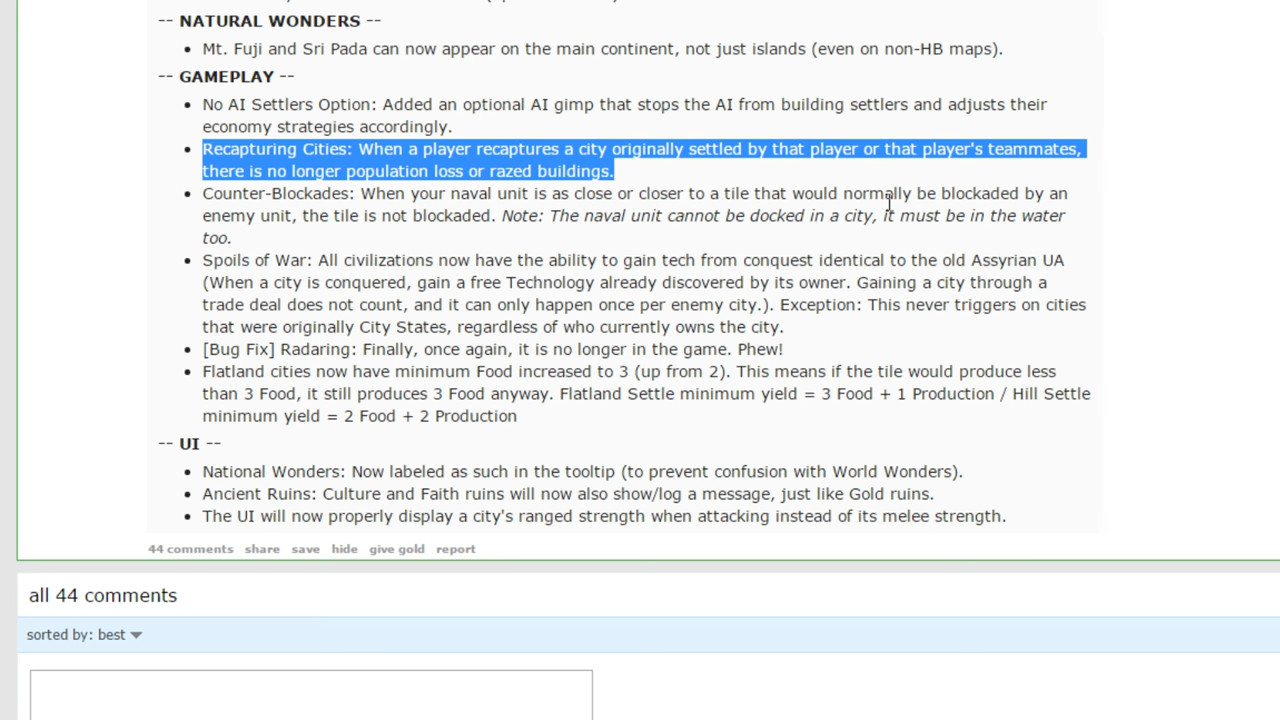 -- NATURAL WONDERS --
• Mt. Fuji and Sri Pada can now appear on the main continent, not just islands (even on non-HB maps).
-- GAMEPLAY --
• No AI Settlers Option: Added an optional AI gimp that stops the AI from building settlers and adjusts their
economy strategies accordingly.
• Recapturing Cities: When a player recaptures a city originally settled by that player or that player's teammates,
there is no longer population loss or razed buildings.
• Counter-Blockades: When your naval unit is as close or closer to a tile that would normally be blockaded by an
enemy unit, the tile is not blockaded. Note: The naval unit cannot be docked in a city, it must be in the water
too.
• Spoils of War: All civilizations now have the ability to gain tech from conquest identical to the old Assyrian UA
(When a city is conquered, gain a free Technology already discovered by its owner. Gaining a city through a
trade deal does not count, and it can only happen once per enemy city.). Exception: This never triggers on cities
that were originally City States, regardless of who currently owns the city.
• [Bug Fix] Radaring: Finally, once again, it is no longer in the game. Phew!
• Flatland cities now have minimum Food increased to 3 (up from 2). This means if the tile would produce less
than 3 Food, it still produces 3 Food anyway. Flatland Settle minimum yield = 3 Food + 1 Production / Hill Settle
minimum yield = 2 Food + 2 Production
-- UI --
• National Wonders: Now labeled as such in the tooltip (to prevent confusion with World Wonders).
• Ancient Ruins: Culture and Faith ruins will now also show/log a message, just like Gold ruins.
• The UI will now properly display a city's ranged strength when attacking instead of its melee strength.
44 comments share save hide give gold report
all 44 comments
sorted by: best